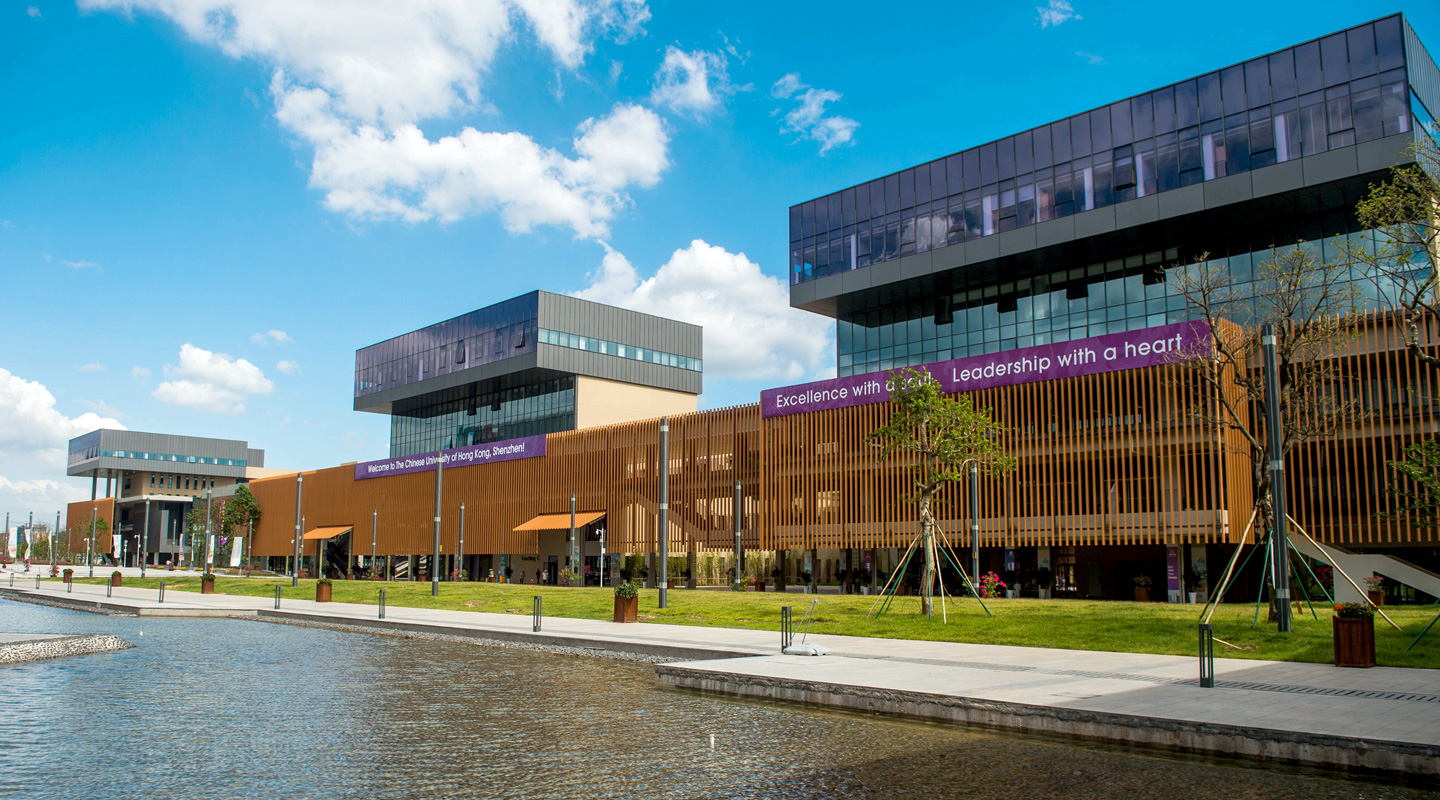 Excellence with a Leadership with a heart
Welcome to The Chinese University of Hong Kong, Shenzhen!